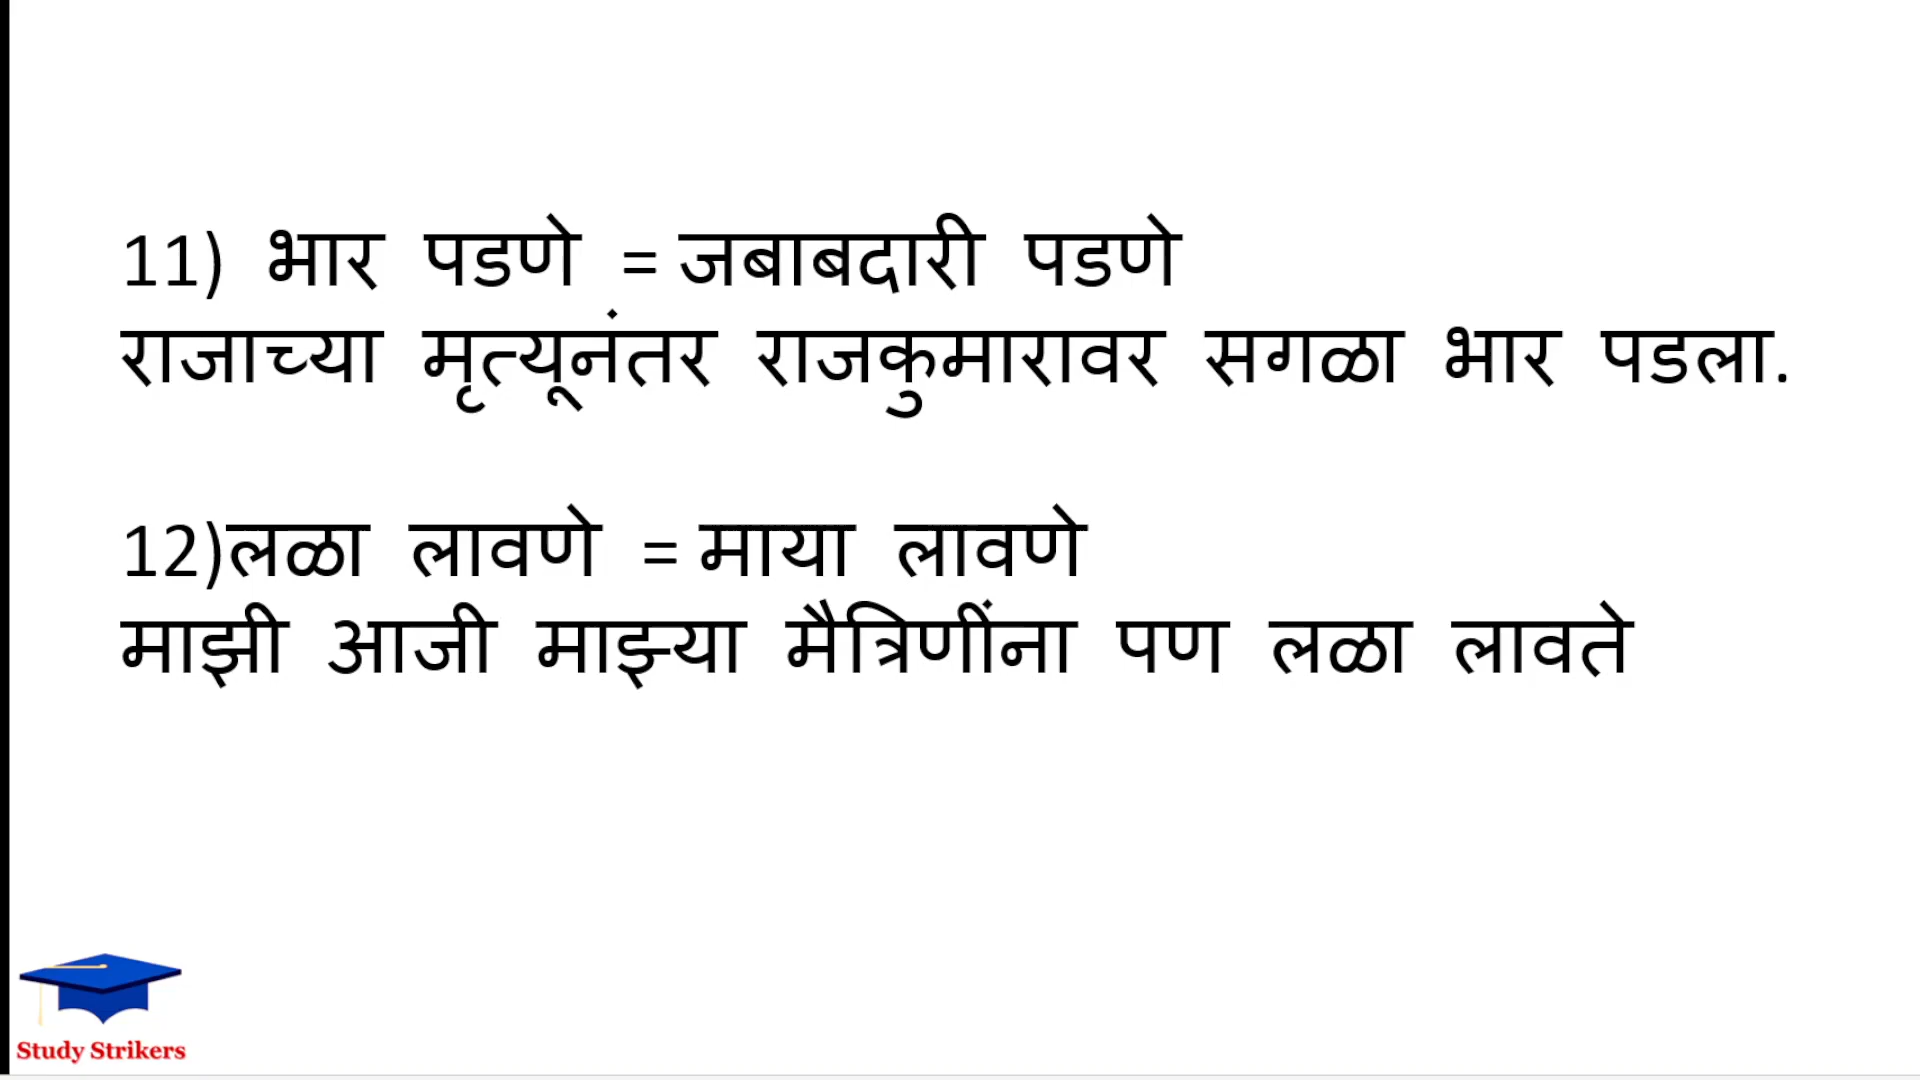 11) भार पडणे = जबाबदारी पडणे
राजाच्या मृत्यूनंतर राजकुमारावर सगळा भार पडला.
12)लळा लावणे = माया लावणे
माझी आजी माझ्या मैत्रिणींना पण लळा लावते
Study Strikers